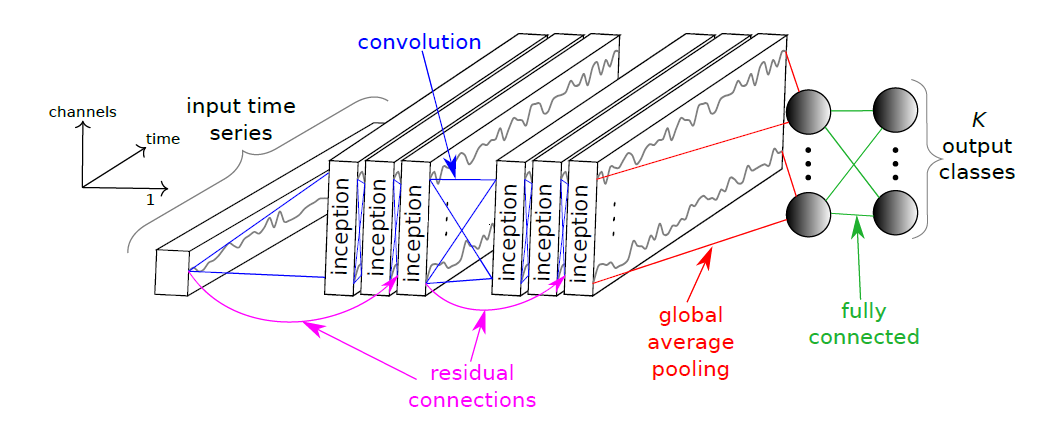 convolution
channels
time
1
input time
series
inception
inception
inception
inception
inception
inception
K
output
classes
global
average
pooling
fully
connected
residual
connections